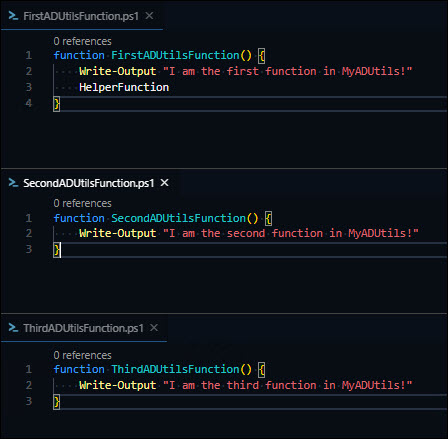 FirstADUtilsFunction.ps1 ×
0 references
1 function FirstADUtilsFunction() {
2 Write-Output "I am the first function in MyADUtils!"
3 HelperFunction
4 }
SecondADUtilsFunction.ps1 ×
0 references
1 function SecondADUtilsFunction() {
2 Write-Output "I am the second function in MyADUtils!"
3 }
ThirdADUtilsFunction.ps1 ×
0 references
1 function ThirdADUtilsFunction() {
2 Write-Output "I am the third function in MyADUtils!"
3 }